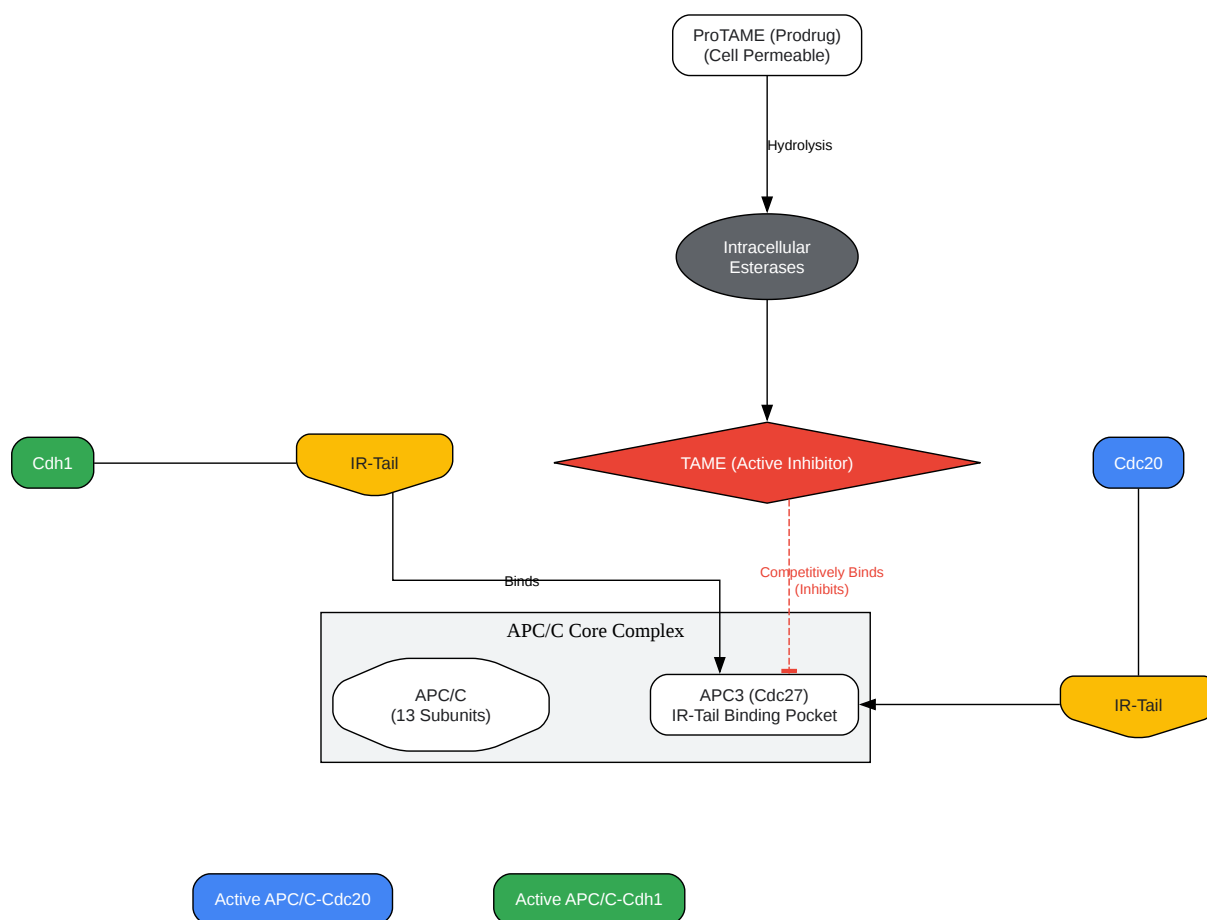 ProTAME (Prodrug)
(Cell Permeable)
Hydrolysis
Intracellular
Esterases
Cdh1
IR-Tail
TAME (Active Inhibitor)
Cdc20
Binds
Competitively Binds
(Inhibits)
APC/C Core Complex
APC/C
(13 Subunits)
APC3 (Cdc27)
IR-Tail Binding Pocket
IR-Tail
Active APC/C-Cdc20
Active APC/C-Cdh1